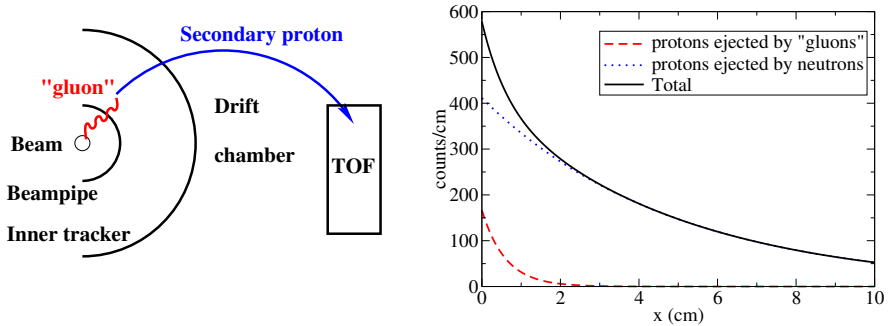 Secondary proton
"gluon"
Drift
chamber
Beam
TOF
Beampipe
Inner tracker
600
500
400
300
200
100
0
counts/cm
protons ejected by "gluons"
protons ejected by neutrons
Total
0
2
4
6
8
10
x (cm)